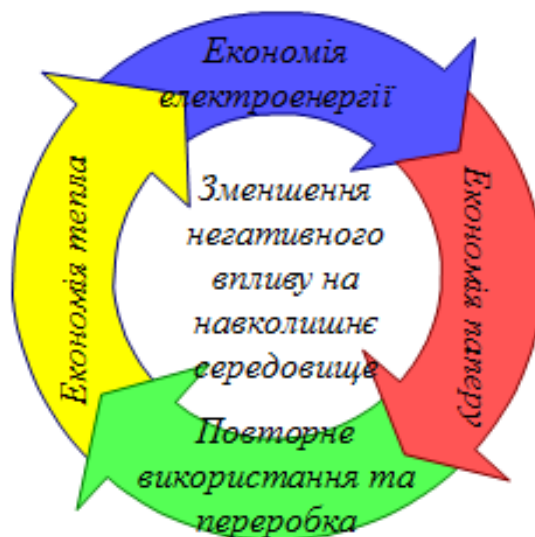 Економія
електроенергії
Економія паперу
Повторне
використання та
переробка
Економія тепла
Зменшення
негативного
впливу на
навколишнє
середовище